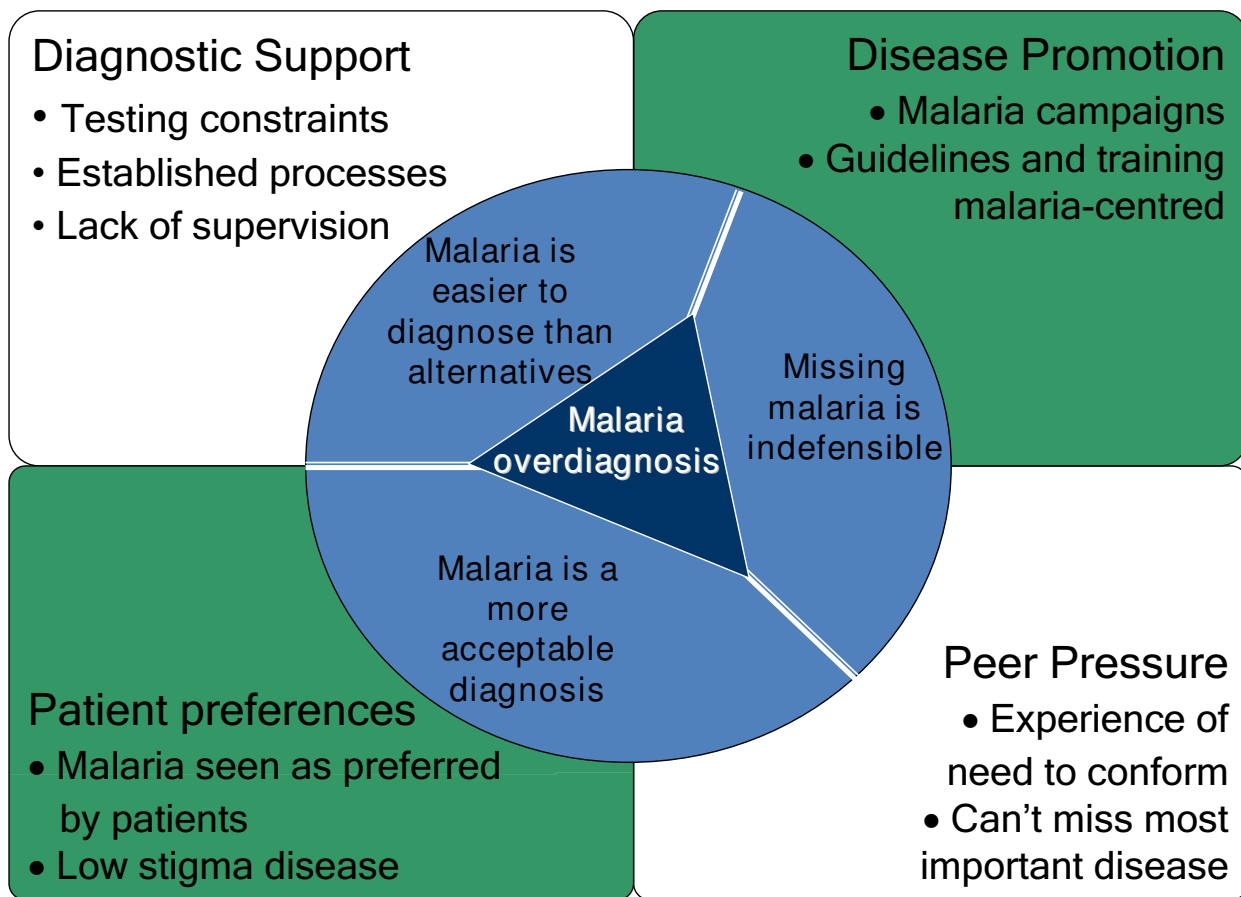 Diagnostic Support
• Testing constraints
• Established processes
• Lack of supervision
Disease Promotion
• Malaria campaigns
• Guidelines and training
malaria-centred
Malaria is
easier to
diagnose than
alternatives
Missing
malaria is
indefensible
Malaria
overdiagnosis
Malaria is a
more
acceptable
diagnosis
Patient preferences
• Malaria seen as preferred
by patients
• Low stigma disease
Peer Pressure
• Experience of
need to conform
• Can’t miss most
important disease